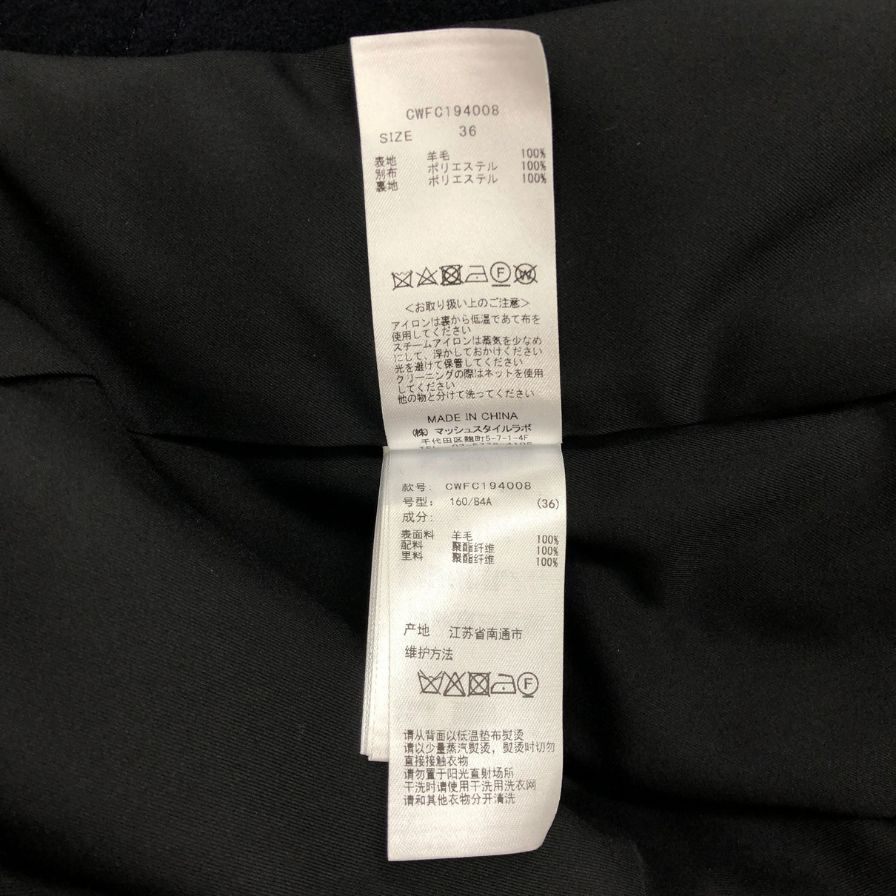 CWFC194008
SIZE 36
表地 羊毛 100%
別布 ポリエステル 100%
裏地 ポリエステル 100%
F W
<お取り扱い上のご注意>
アイロンは裏から低温であて布を
使用してください
スチームアイロンは蒸気を少なめ
にして、浮かしておかけください
光を避けて保管してください
クリーニングの際はネットを使用
してください
他の物と分けて洗ってください
MADE IN CHINA
(株)マッシュスタイルラボ
千代田区麹町5-7-1-4F
款号: CWFC194008
号型: 160/84A (36)
成分:
表面料 羊毛 100%
配料 聚酯纤维 100%
里料 聚酯纤维 100%
产地 江苏省南通市
维护方法
F
请从背面以低温垫布熨烫
请以少量蒸汽熨烫，熨烫时切勿
直接接触衣物
请勿置于阳光直射场所
干洗时请使用干洗用洗衣网
请和其他衣物分开清洗